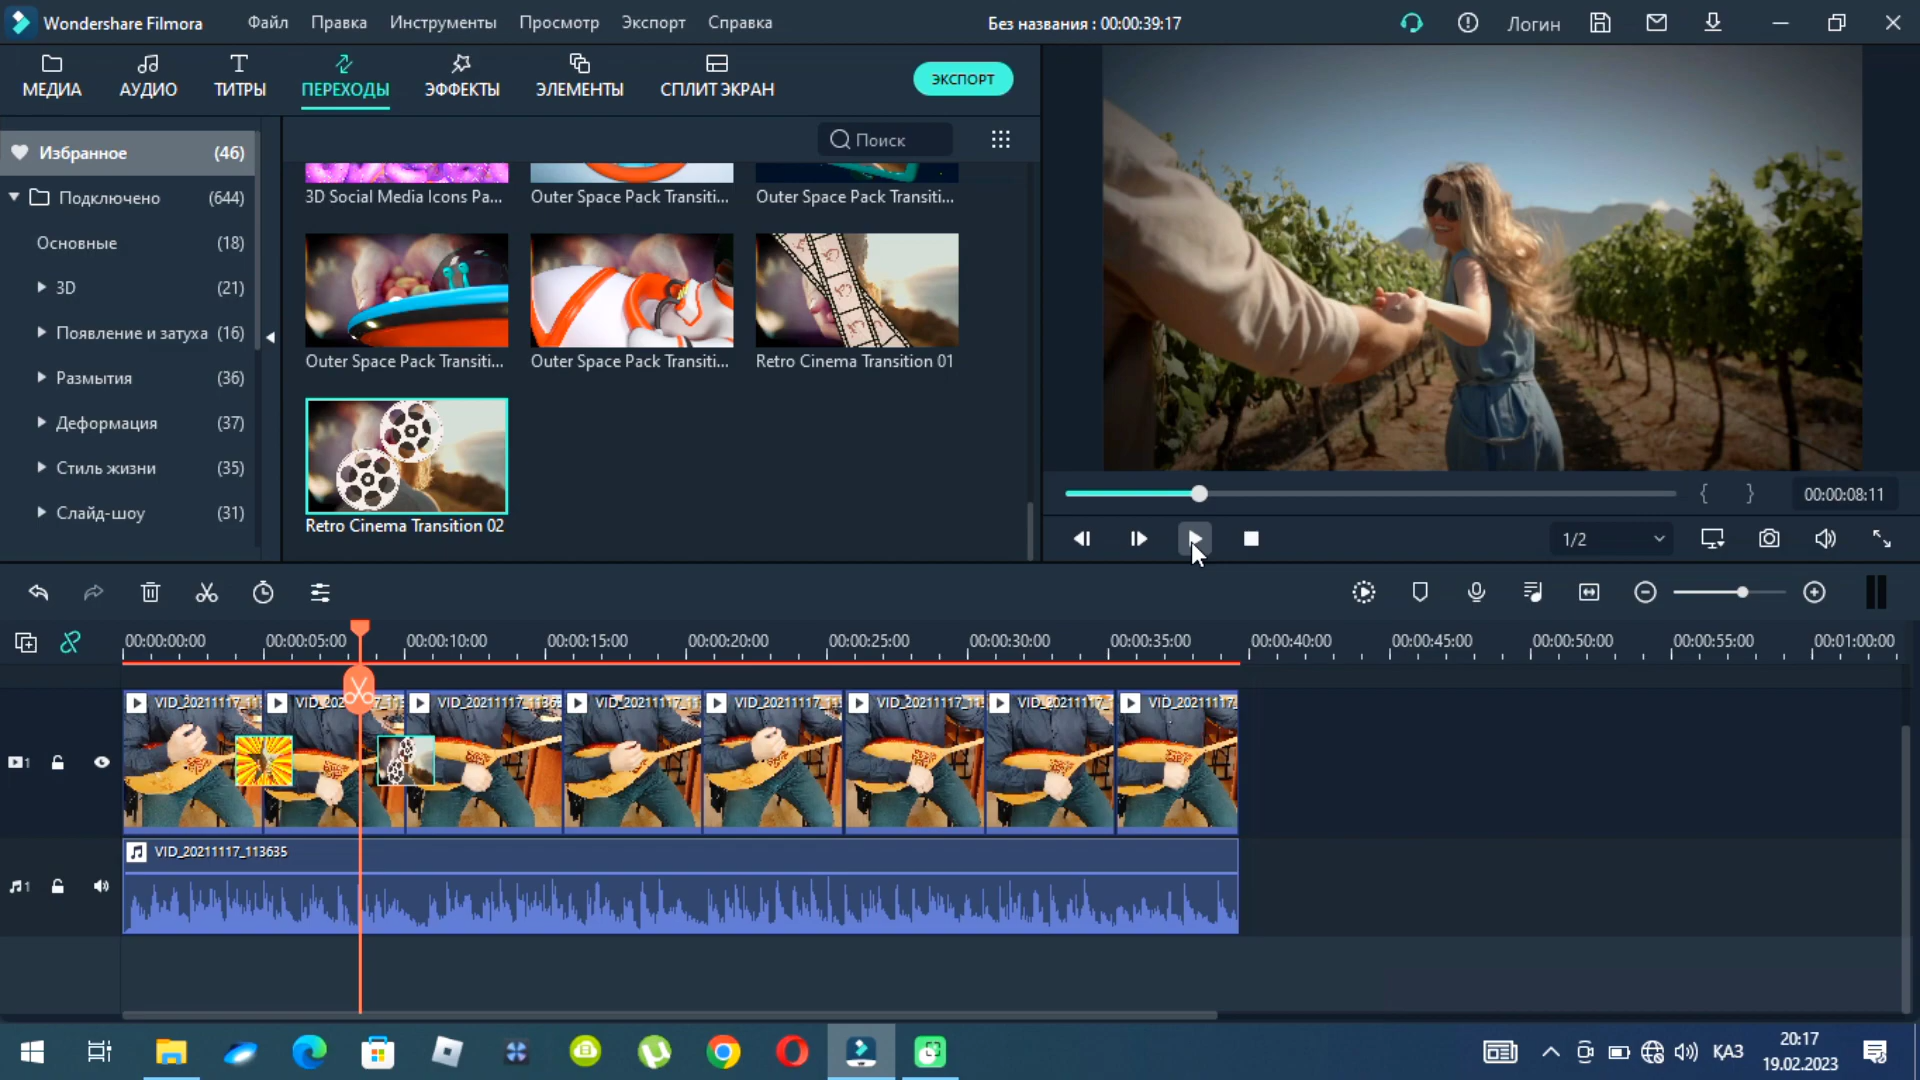 Wondershare Filmora
Файл
Правка
Инструменты
Просмотр
Экспорт
Справка
Без названия : 00:00:39:17
Логин
МЕДИА
АУДИО
ТИТРЫ
ПЕРЕХОДЫ
ЭФФЕКТЫ
ЭЛЕМЕНТЫ
СПЛИТ ЭКРАН
ЭКСПОРТ
Поиск
Избранное (46)
Подключено (644)
Основные (18)
3D (21)
Появление и затуха (16)
Размытия (36)
Деформация (37)
Стиль жизни (35)
Слайд-шоу (31)
3D Social Media Icons Pa...
Outer Space Pack Transiti...
Outer Space Pack Transiti...
Outer Space Pack Transiti...
Outer Space Pack Transiti...
Retro Cinema Transition 01
Retro Cinema Transition 02
{ }
00:00:08:11
1/2
00:00:00:00
00:00:05:00
00:00:10:00
00:00:15:00
00:00:20:00
00:00:25:00
00:00:30:00
00:00:35:00
00:00:40:00
00:00:45:00
00:00:50:00
00:00:55:00
00:01:00:00
1
VID_20211117_113635
1
ҚАЗ
20:17
19.02.2023